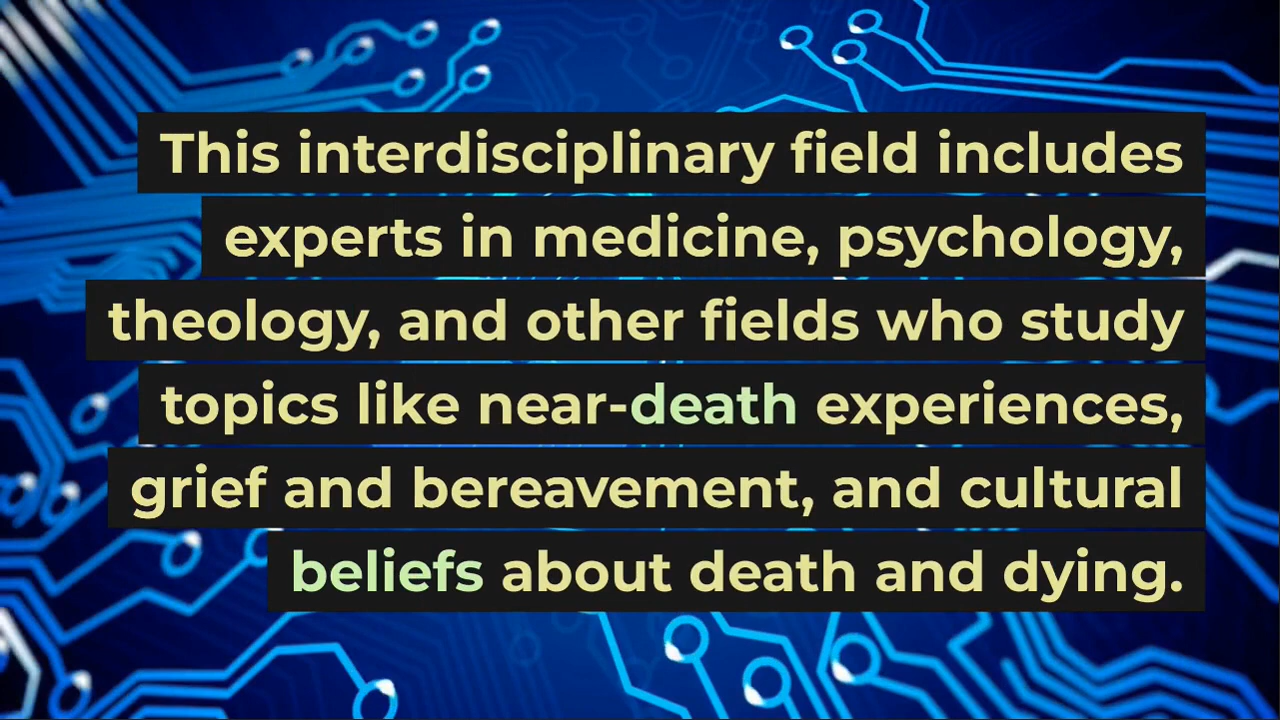 This interdisciplinary field includes
experts in medicine, psychology,
theology, and other fields who study
topics like near-death experiences,
grief and bereavement, and cultural
beliefs about death and dying.